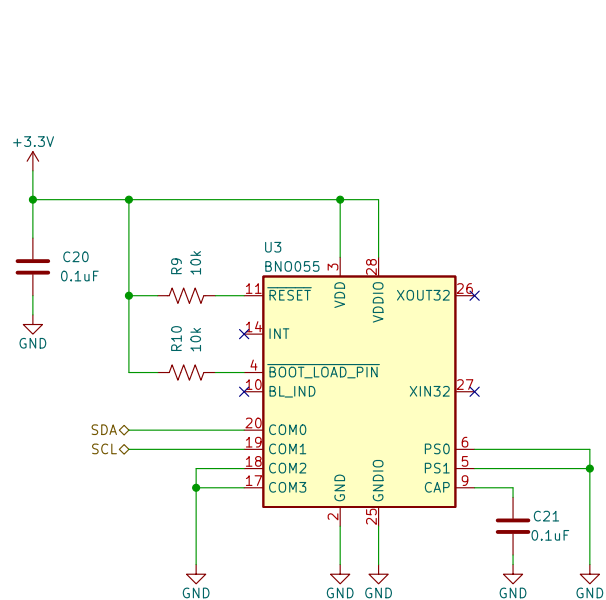 +3.3V
U3
BNO055
C20
0.1uF
R9
10k
3
28
11
RESET
VDD
VDDIO
XOUT32
26
14
INT
GND
R10
10k
4
BOOT_LOAD_PIN
10
BL_IND
XIN32
27
SDA
20
COM0
SCL
19
COM1
PS0
6
18
COM2
PS1
5
17
COM3
GND
GNDIO
CAP
9
2
25
C21
0.1uF
GND
GND
GND
GND
GND